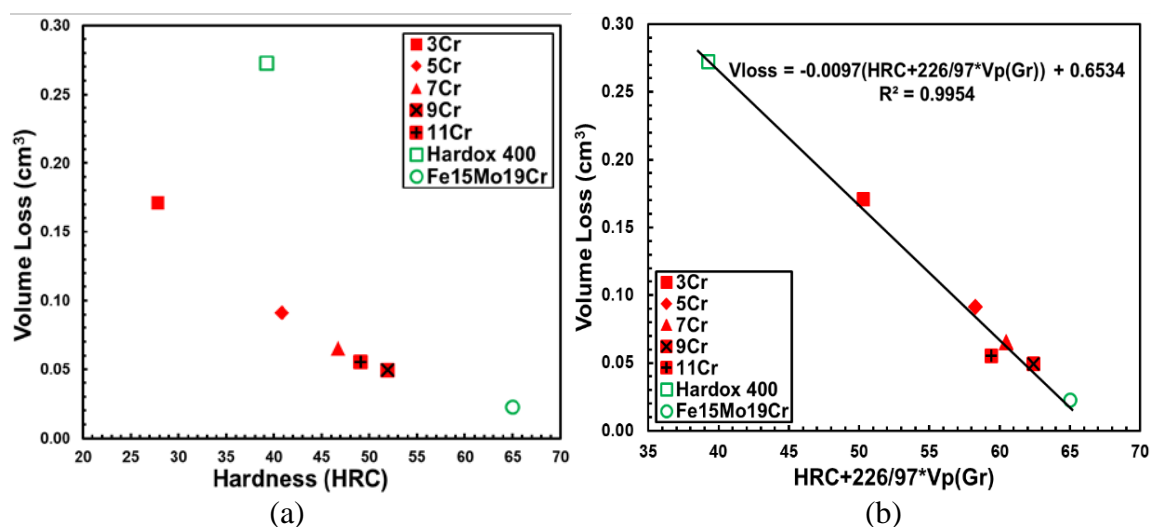 0.30
0.25
0.20
0.15
0.10
0.05
0.00
Volume Loss (cm³)
3Cr
5Cr
7Cr
9Cr
11Cr
Hardox 400
Fe15Mo19Cr
20 25 30 35 40 45 50 55 60 65 70
Hardness (HRC)
(a)
0.30
0.25
0.20
0.15
0.10
0.05
0.00
Volume Loss (cm³)
Vloss = -0.0097(HRC+226/97*Vp(Gr)) + 0.6534
R² = 0.9954
3Cr
5Cr
7Cr
9Cr
11Cr
Hardox 400
Fe15Mo19Cr
35 40 45 50 55 60 65 70
HRC+226/97*Vp(Gr)
(b)